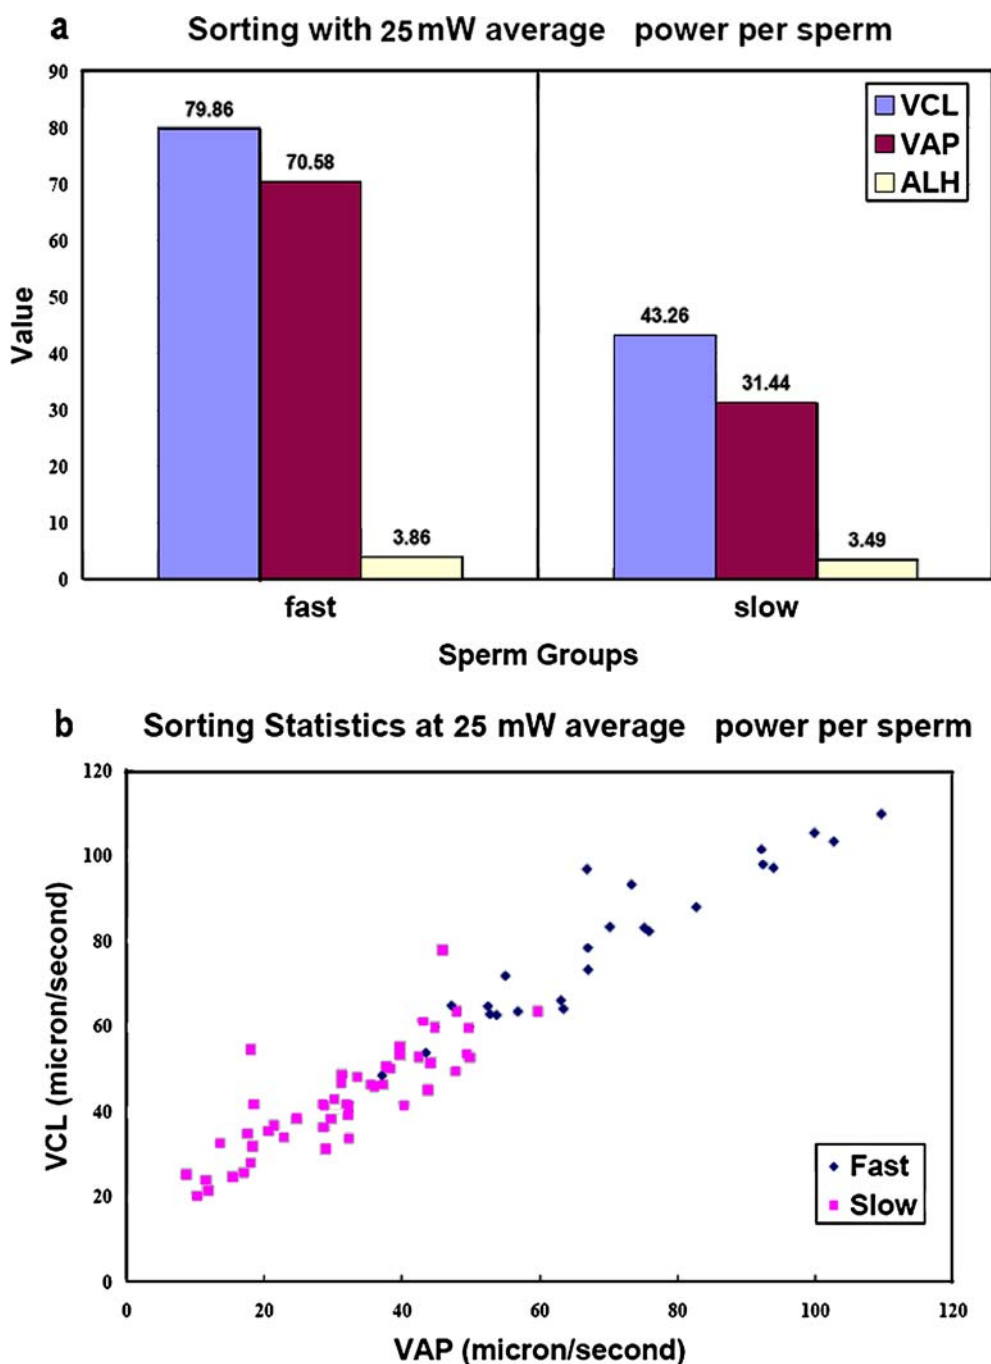 a Sorting with 25 mW average power per sperm
90
80
70
60
50
40
30
20
10
0
Value
79.86
70.58
3.86
43.26
31.44
3.49
VCL
VAP
ALH
fast slow
Sperm Groups
b Sorting Statistics at 25 mW average power per sperm
120
100
80
60
40
20
0
VCL (micron/second)
Fast
Slow
0 20 40 60 80 100 120
VAP (micron/second)